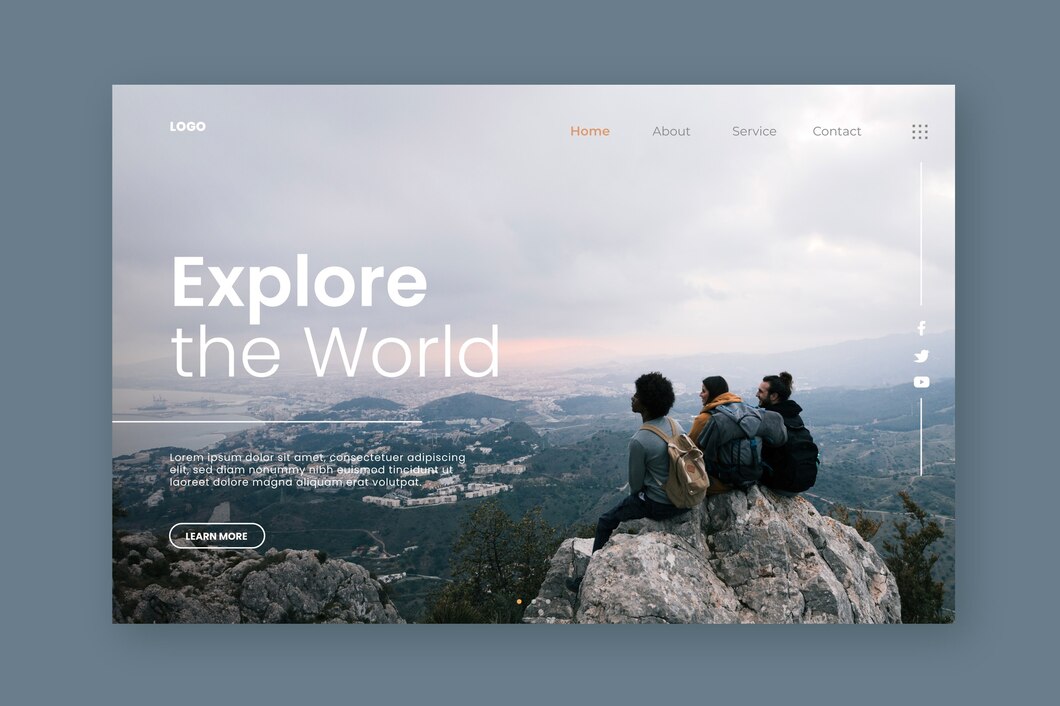 LOGO
Home About Service Contact
Explore
the World
Lorem ipsum dolor sit amet, consectetuer adipiscing
elit, sed diam nonummy nibh euismod tincidunt ut
laoreet dolore magna aliquam erat volutpat.
LEARN MORE